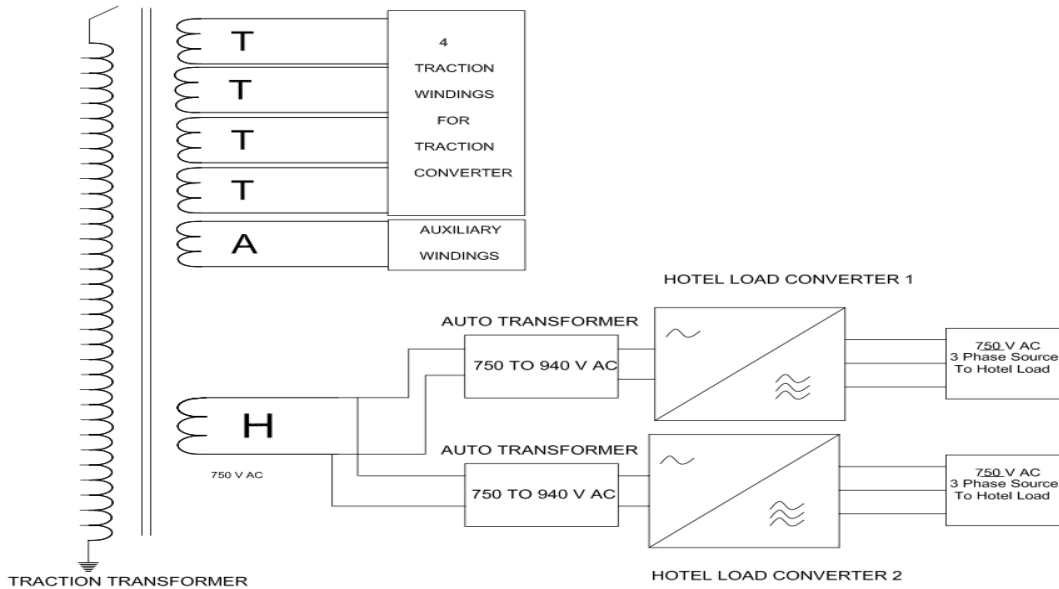 T
T
T
T
4
TRACTION
WINDINGS
FOR
TRACTION
CONVERTER
A
AUXILIARY
WINDINGS
HOTEL LOAD CONVERTER 1
AUTO TRANSFORMER
750 TO 940 V AC
750 V AC
3 Phase Source
To Hotel Load
H
750 V AC
AUTO TRANSFORMER
750 TO 940 V AC
750 V AC
3 Phase Source
To Hotel Load
HOTEL LOAD CONVERTER 2
TRACTION TRANSFORMER